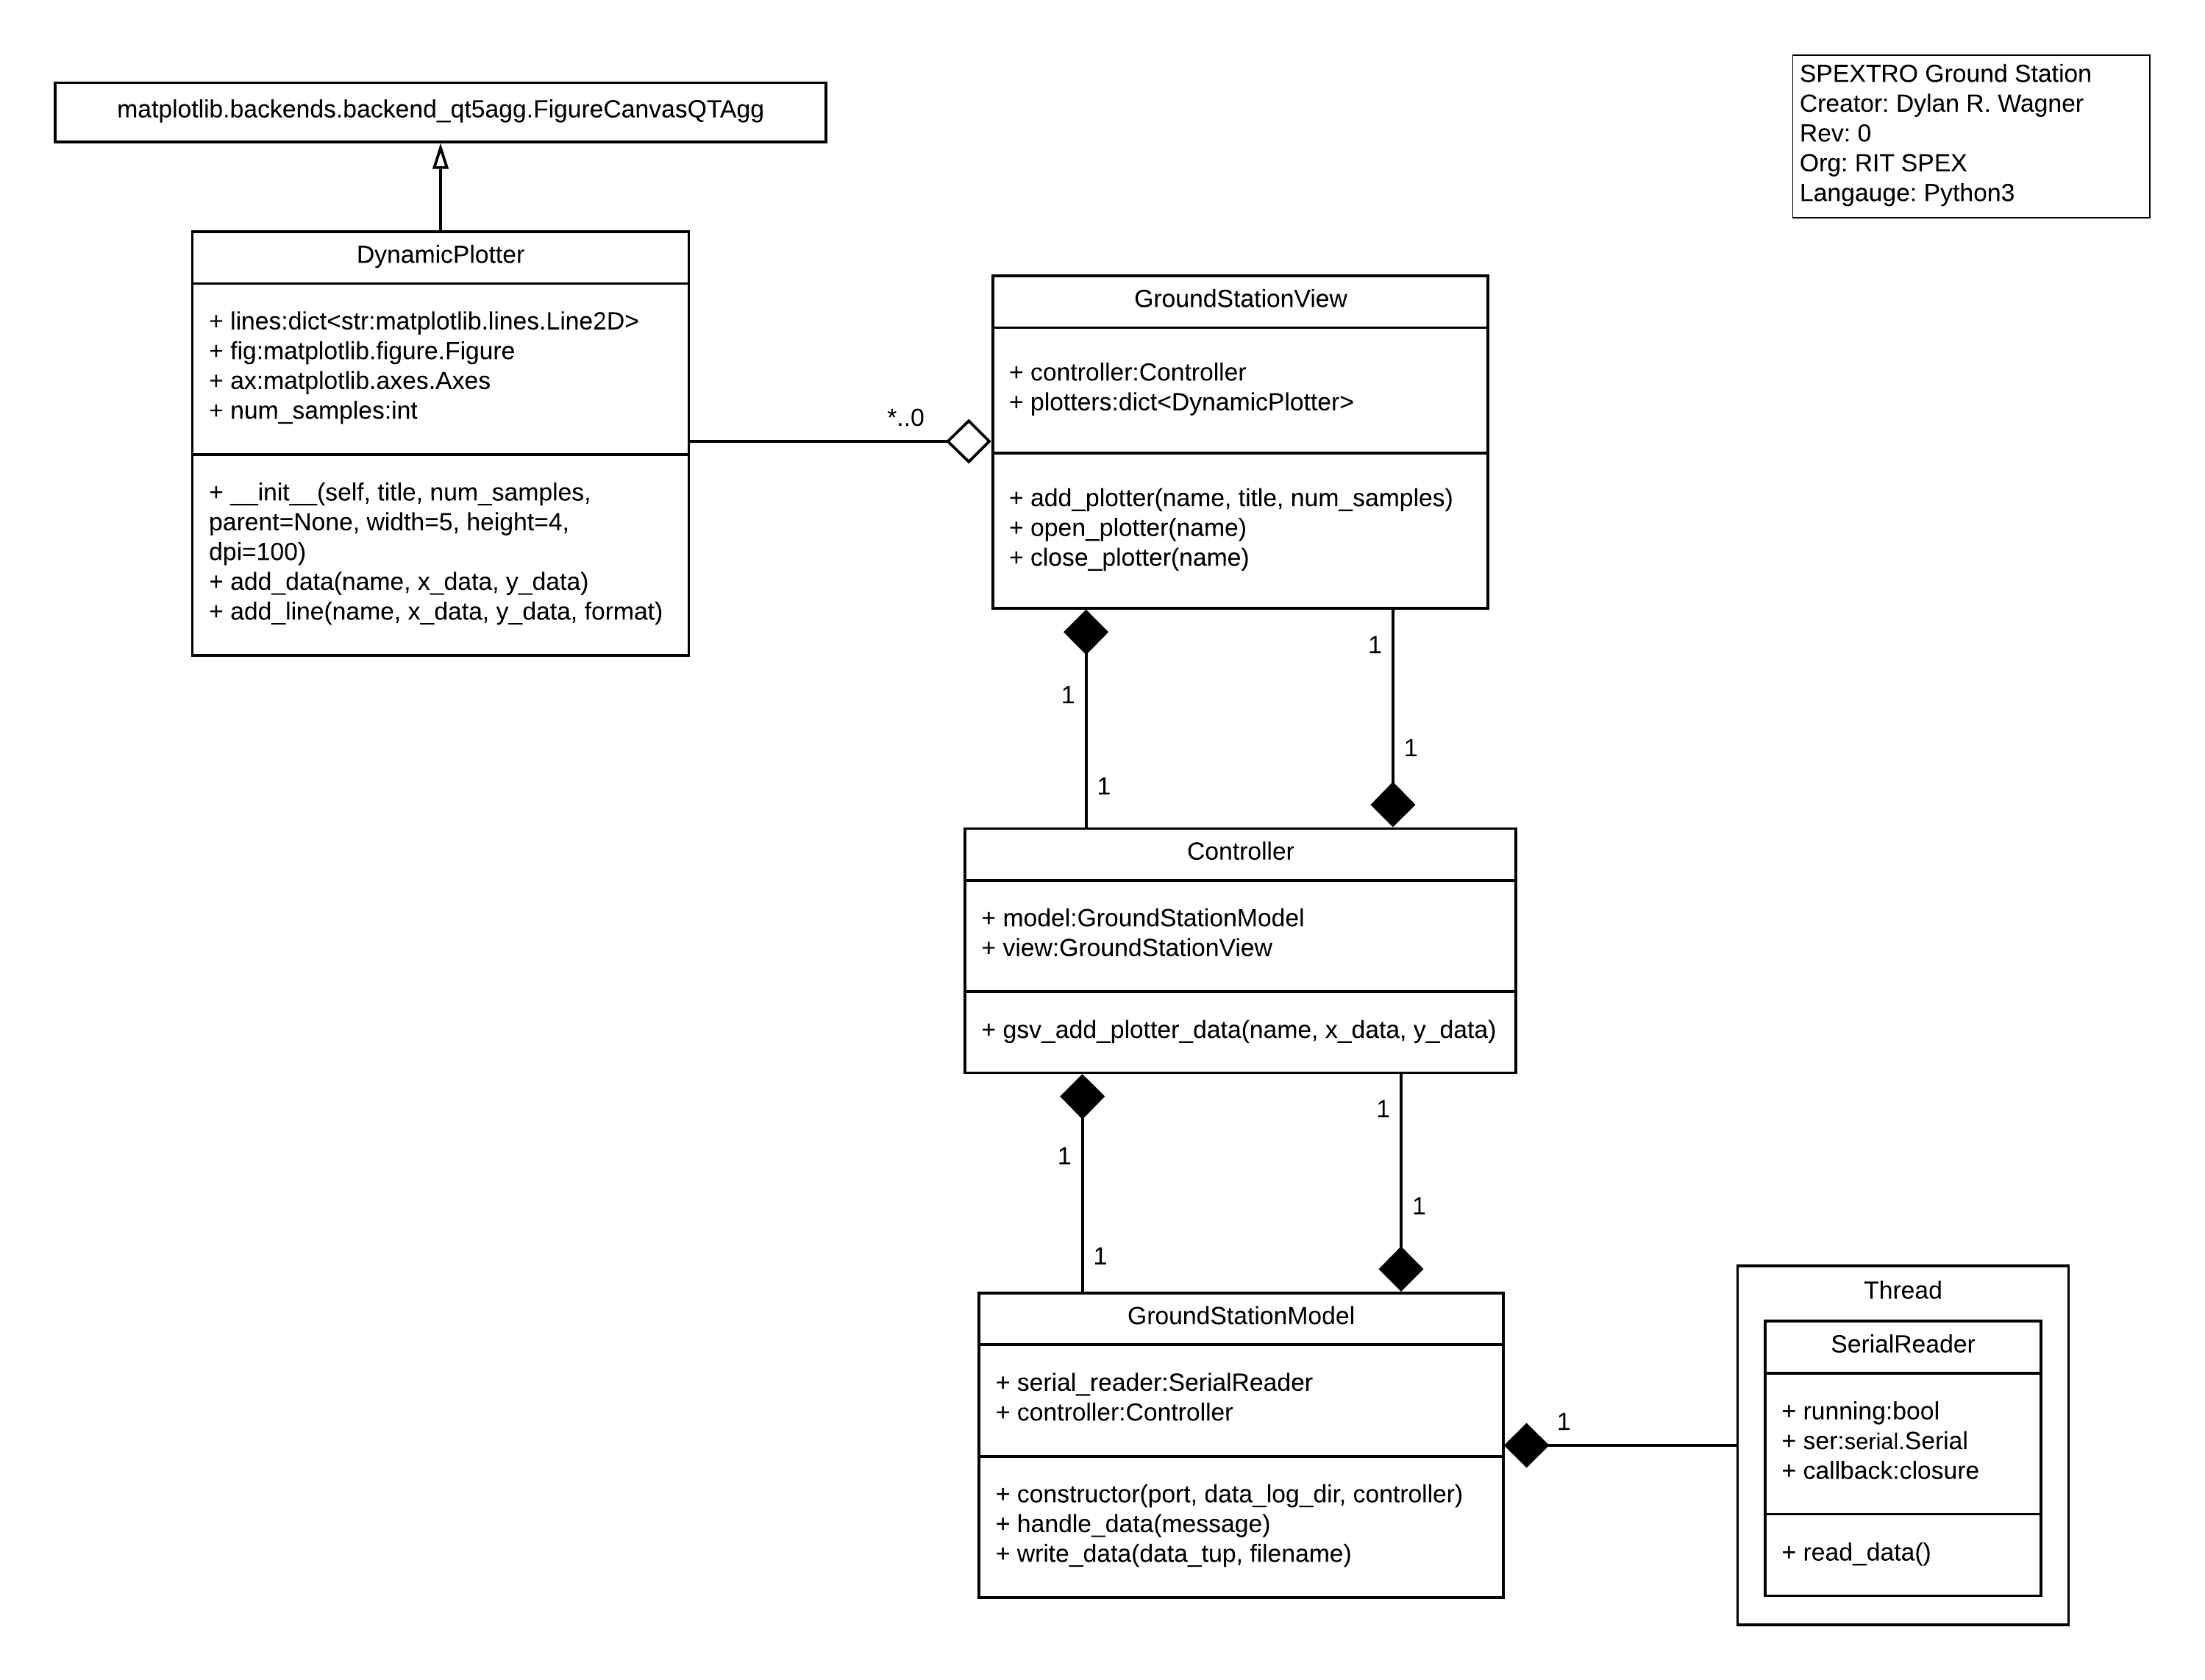 matplotlib.backends.backend_qt5agg.FigureCanvasQTAgg
SPEXTRO Ground Station
Creator: Dylan R. Wagner
Rev: 0
Org: RIT SPEX
Langauge: Python3
DynamicPlotter
+ lines:dict<str:matplotlib.lines.Line2D>
+ fig:matplotlib.figure.Figure
+ ax:matplotlib.axes.Axes
+ num_samples:int
+ __init__(self, title, num_samples,
parent=None, width=5, height=4,
dpi=100)
+ add_data(name, x_data, y_data)
+ add_line(name, x_data, y_data, format)
*..0
GroundStationView
+ controller:Controller
+ plotters:dict<DynamicPlotter>
+ add_plotter(name, title, num_samples)
+ open_plotter(name)
+ close_plotter(name)
1
1
1
1
Controller
+ model:GroundStationModel
+ view:GroundStationView
+ gsv_add_plotter_data(name, x_data, y_data)
1
1
1
1
GroundStationModel
+ serial_reader:SerialReader
+ controller:Controller
+ constructor(port, data_log_dir, controller)
+ handle_data(message)
+ write_data(data_tup, filename)
1
Thread
SerialReader
+ running:bool
+ ser:serial.Serial
+ callback:closure
+ read_data()